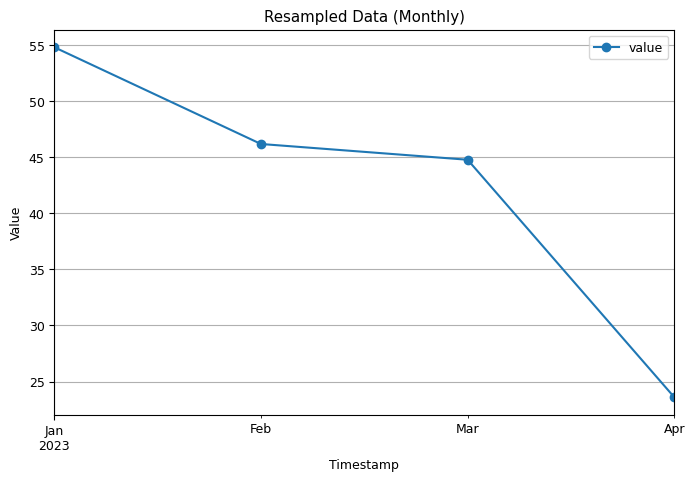 Resampled Data (Monthly)
value
55
50
45
40
35
30
25
Value
Jan
2023
Feb
Mar
Apr
Timestamp